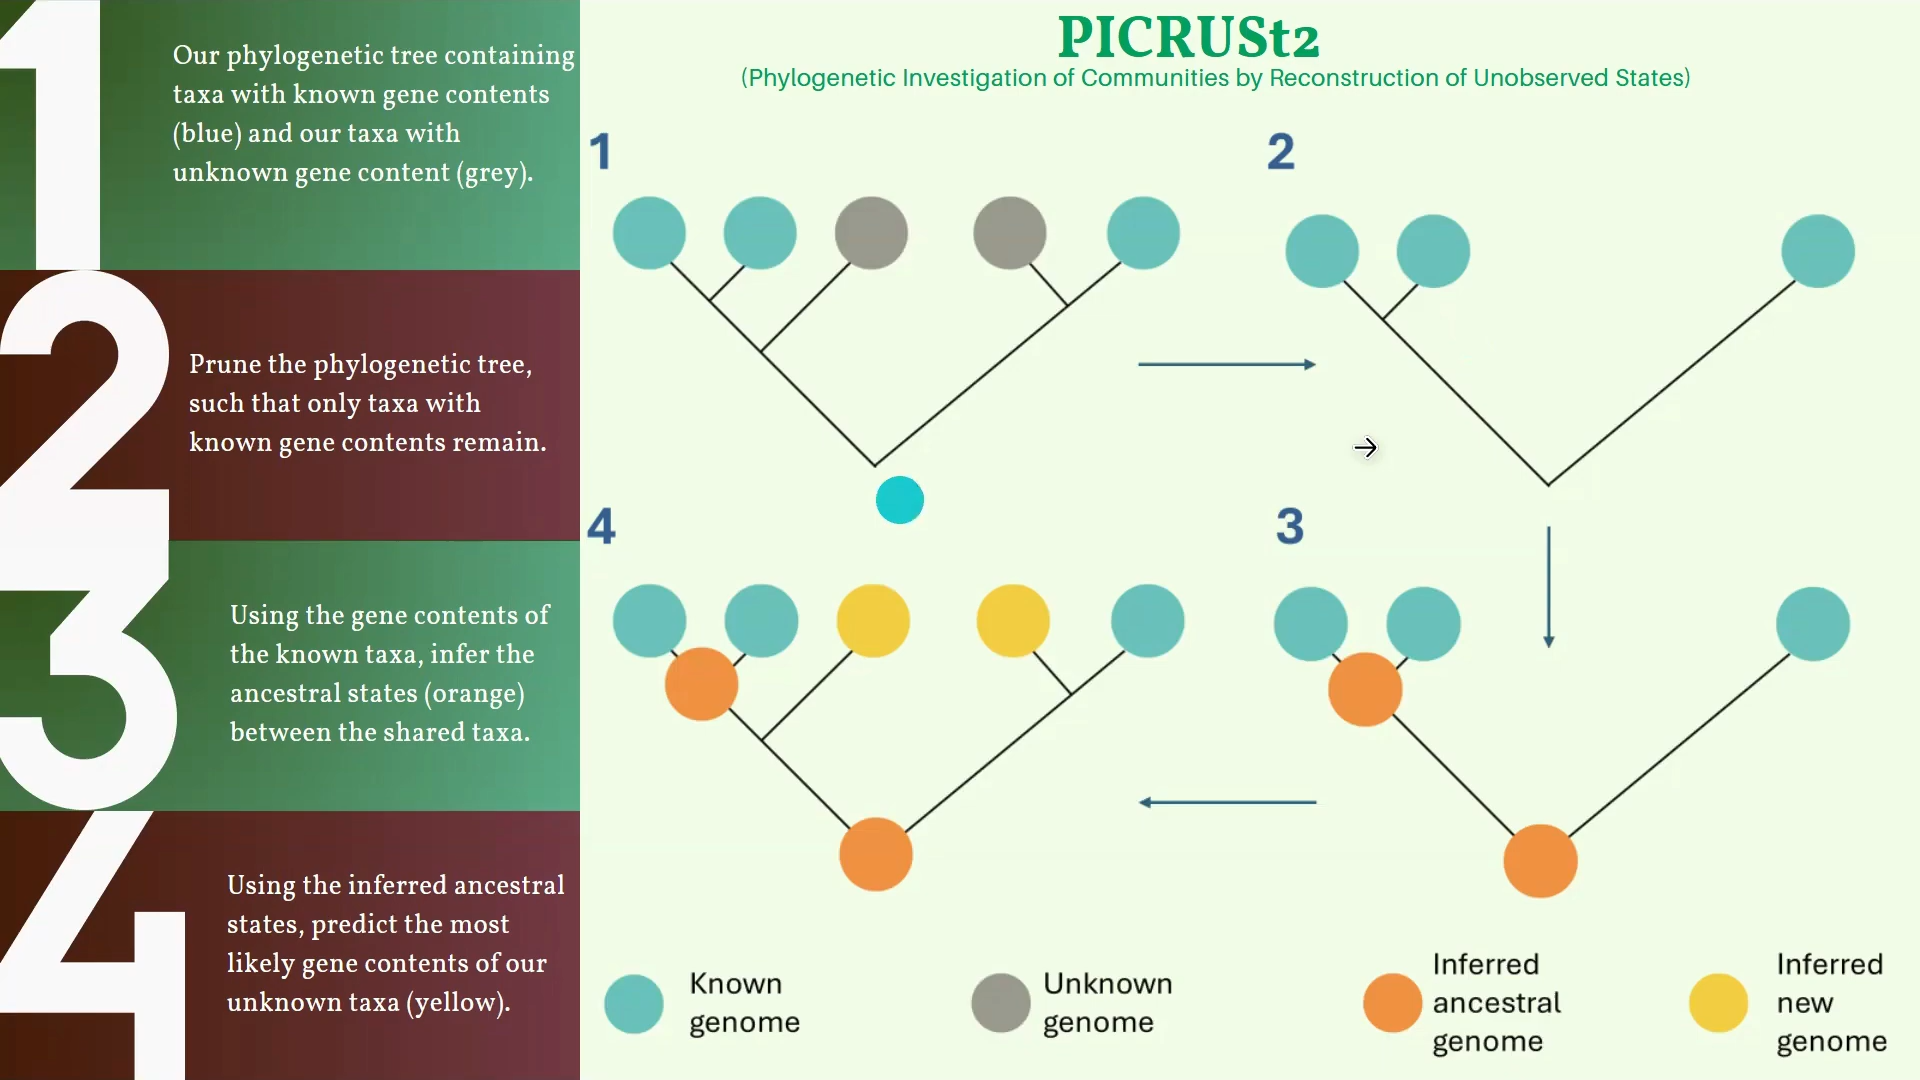 1
Our phylogenetic tree containing
taxa with known gene contents
(blue) and our taxa with
unknown gene content (grey).
2
Prune the phylogenetic tree,
such that only taxa with
known gene contents remain.
3
Using the gene contents of
the known taxa, infer the
ancestral states (orange)
between the shared taxa.
4
Using the inferred ancestral
states, predict the most
likely gene contents of our
unknown taxa (yellow).
PICRUSt2
(Phylogenetic Investigation of Communities by Reconstruction of Unobserved States)
1
2
4
3
Known
genome
Unknown
genome
Inferred
ancestral
genome
Inferred
new
genome